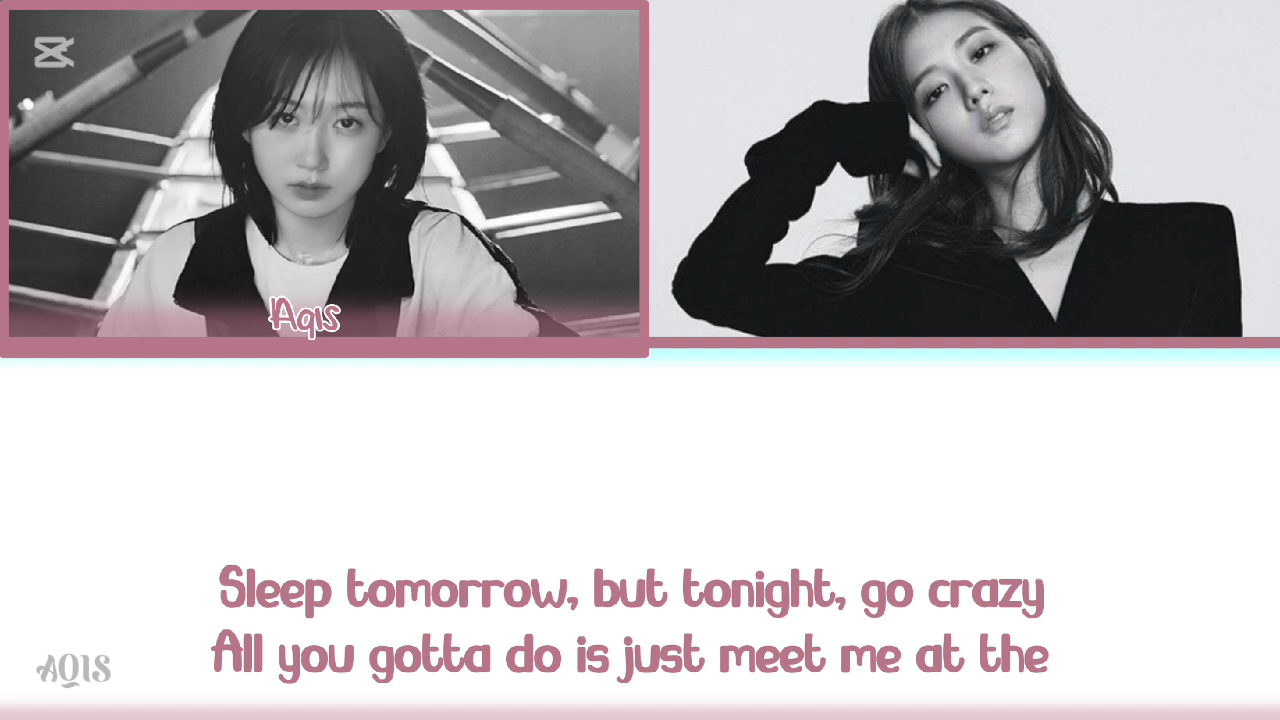 Aqis
Sleep tomorrow, but tonight, go crazy
All you gotta do is just meet me at the
AQIS